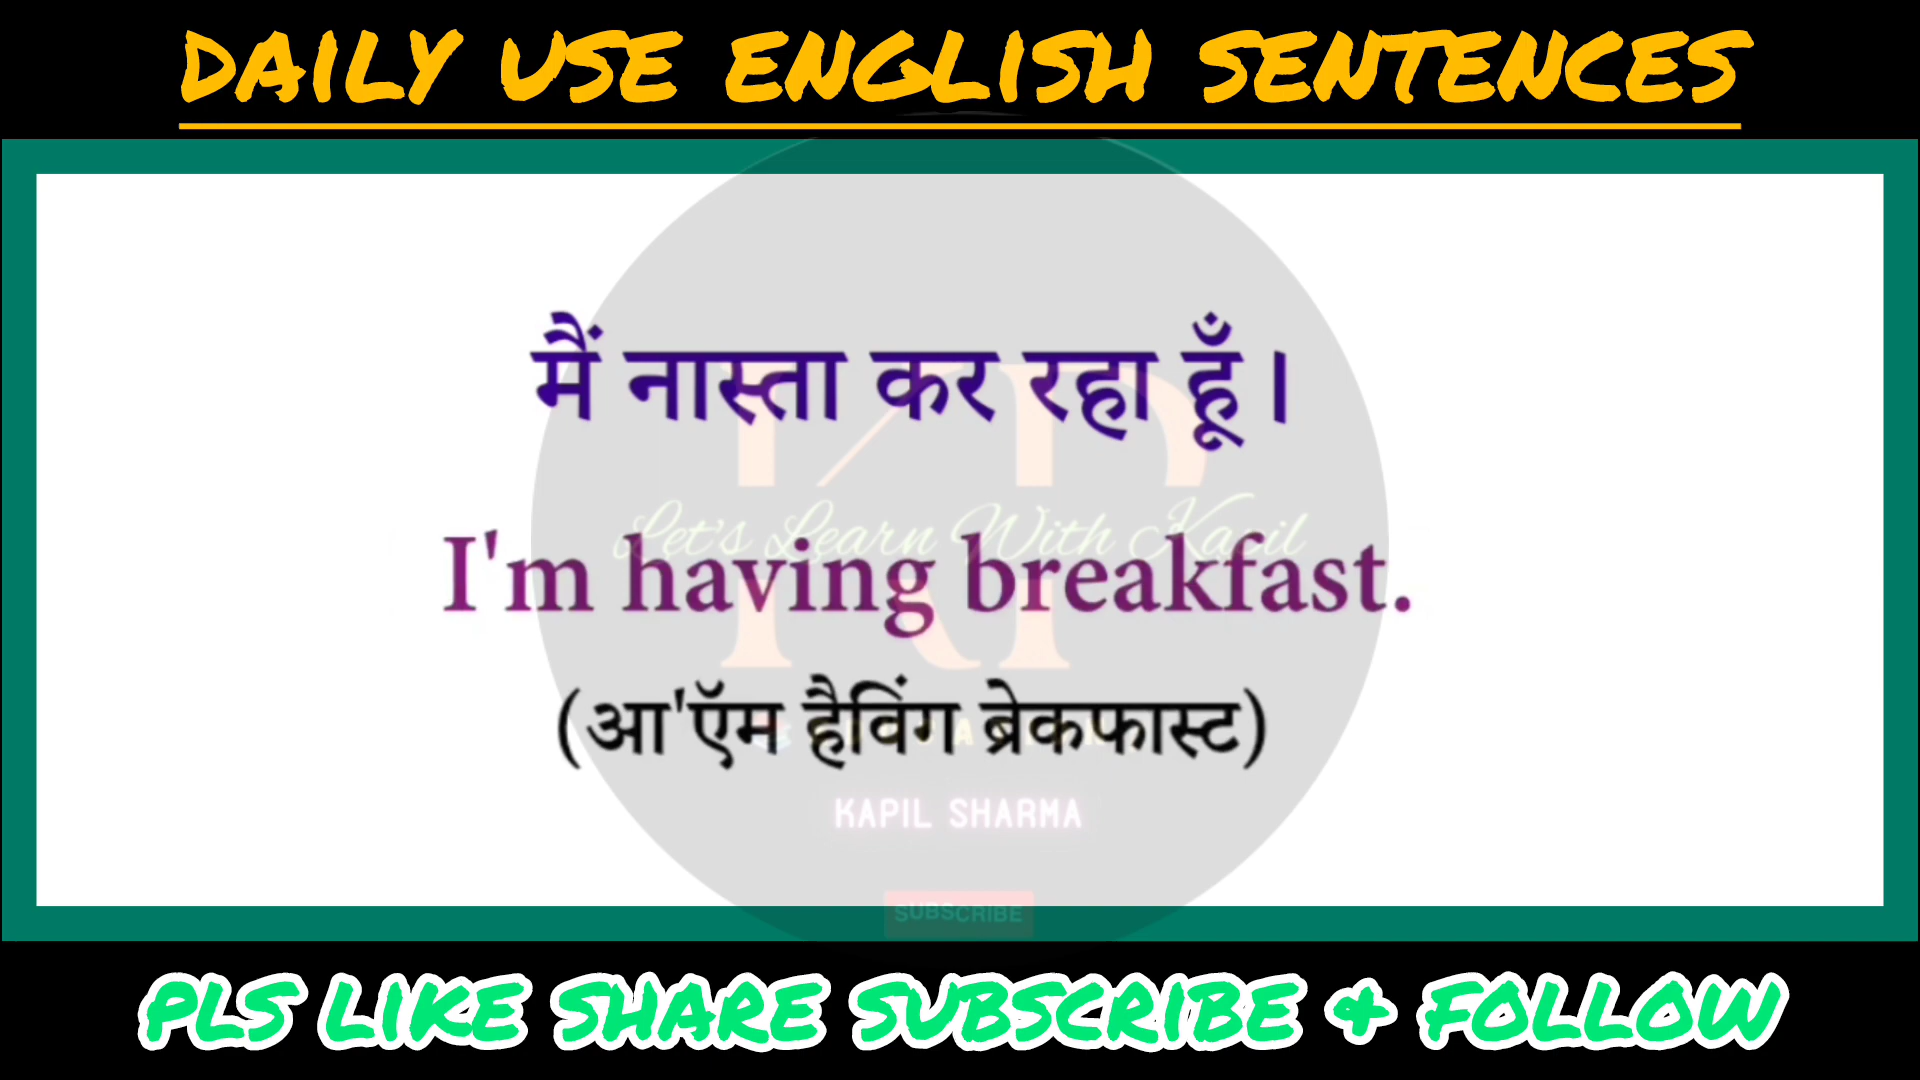 DAILY USE ENGLISH SENTENCES
मैं नास्ता कर रहा हूँ।
Let's Learn With Kapil
I'm having breakfast.
(आ'ऍम हैविंग ब्रेकफास्ट)
KAPIL SHARMA
SUBSCRIBE
PLS LIKE SHARE SUBSCRIBE & FOLLOW